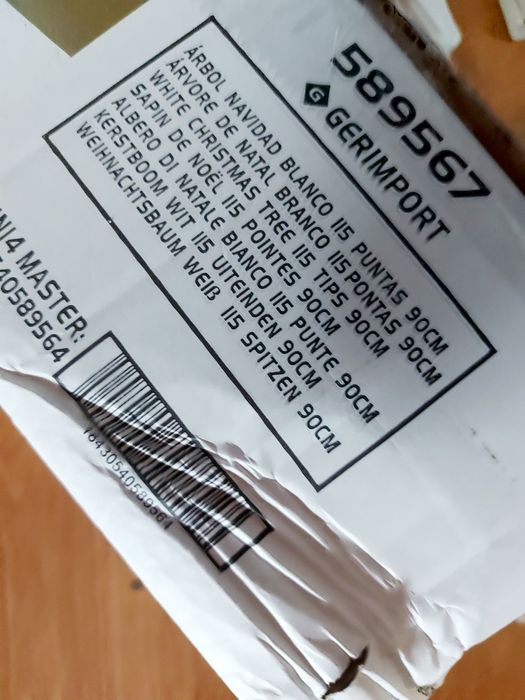 589567
GERIMPORT
ÁRBOL NAVIDAD BLANCO 115 PUNTAS 90CM
ÁRVORE DE NATAL BRANCO 115PONTAS 90CM
WHITE CHRISTMAS TREE 115 TIPS 90CM
SAPIN DE NOËL 115 POINTES 90CM
ALBERO DI NATALE BIANCO 115 PUNTE 90CM
KERSTBOOM WIT 115 UITEINDEN 90CM
WEIHNACHTSBAUM WEIß 115 SPITZEN 90CM
MASTER:
40589564